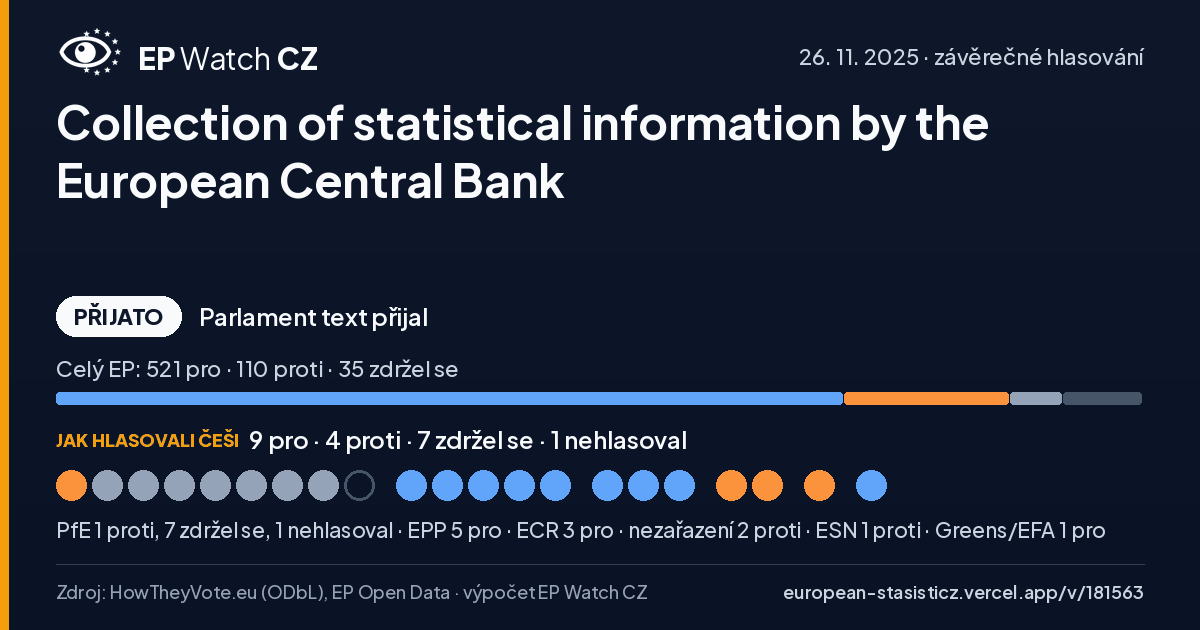 EP Watch CZ
26. 11. 2025 · závěrečné hlasování
Collection of statistical information by the
European Central Bank
PŘIJATO
Parlament text přijal
Celý EP: 521 pro · 110 proti · 35 zdržel se
JAK HLASOVALI ČEŠI 9 pro · 4 proti · 7 zdržel se · 1 nehlasoval
PfE 1 proti, 7 zdržel se, 1 nehlasoval · EPP 5 pro · ECR 3 pro · nezařazení 2 proti · ESN 1 proti · Greens/EFA 1 pro
Zdroj: HowTheyVote.eu (ODbL), EP Open Data · výpočet EP Watch CZ
european-stasisticz.vercel.app/v/181563